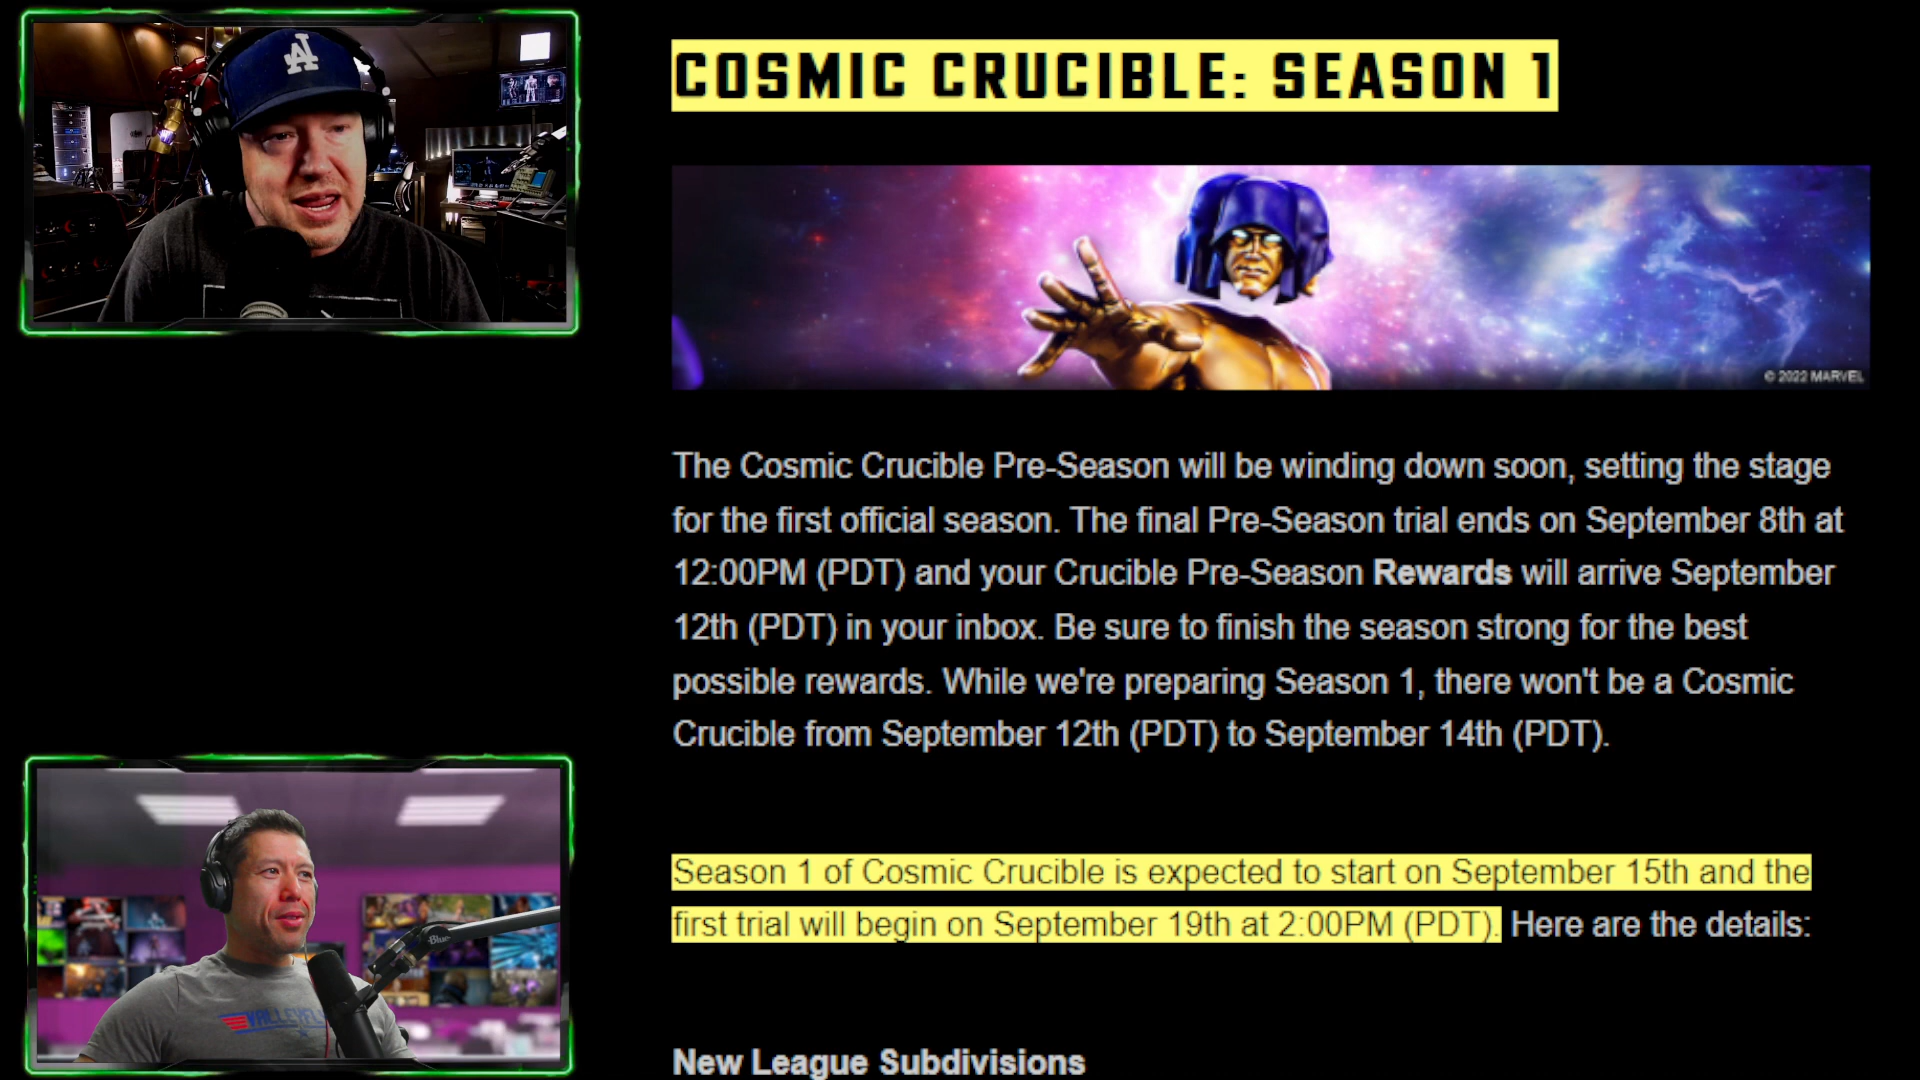 COSMIC CRUCIBLE: SEASON 1
© 2022 MARVEL
The Cosmic Crucible Pre-Season will be winding down soon, setting the stage
for the first official season. The final Pre-Season trial ends on September 8th at
12:00PM (PDT) and your Crucible Pre-Season Rewards will arrive September
12th (PDT) in your inbox. Be sure to finish the season strong for the best
possible rewards. While we're preparing Season 1, there won't be a Cosmic
Crucible from September 12th (PDT) to September 14th (PDT).
Season 1 of Cosmic Crucible is expected to start on September 15th and the
first trial will begin on September 19th at 2:00PM (PDT). Here are the details:
New League Subdivisions
LA
Blue